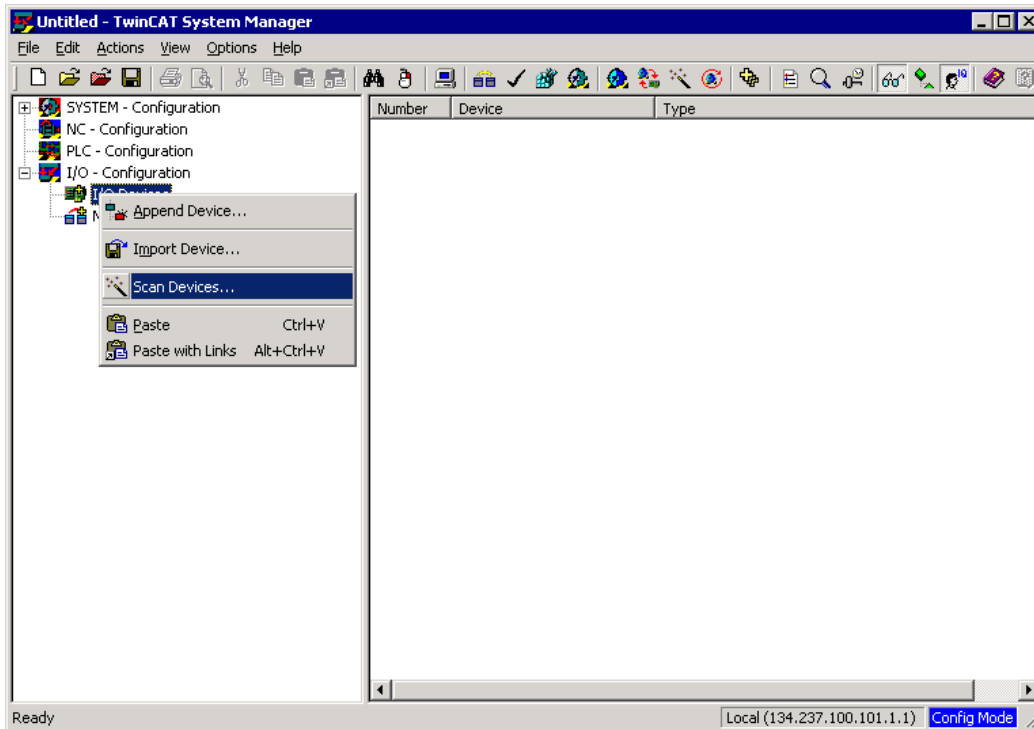 Untitled - TwinCAT System Manager
File Edit Actions View Options Help
SYSTEM - Configuration
NC - Configuration
PLC - Configuration
I/O - Configuration
Append Device...
Import Device...
Scan Devices...
Paste Ctrl+V
Paste with Links Alt+Ctrl+V
Number Device Type
Ready Local (134.237.100.101.1.1) Config Mode